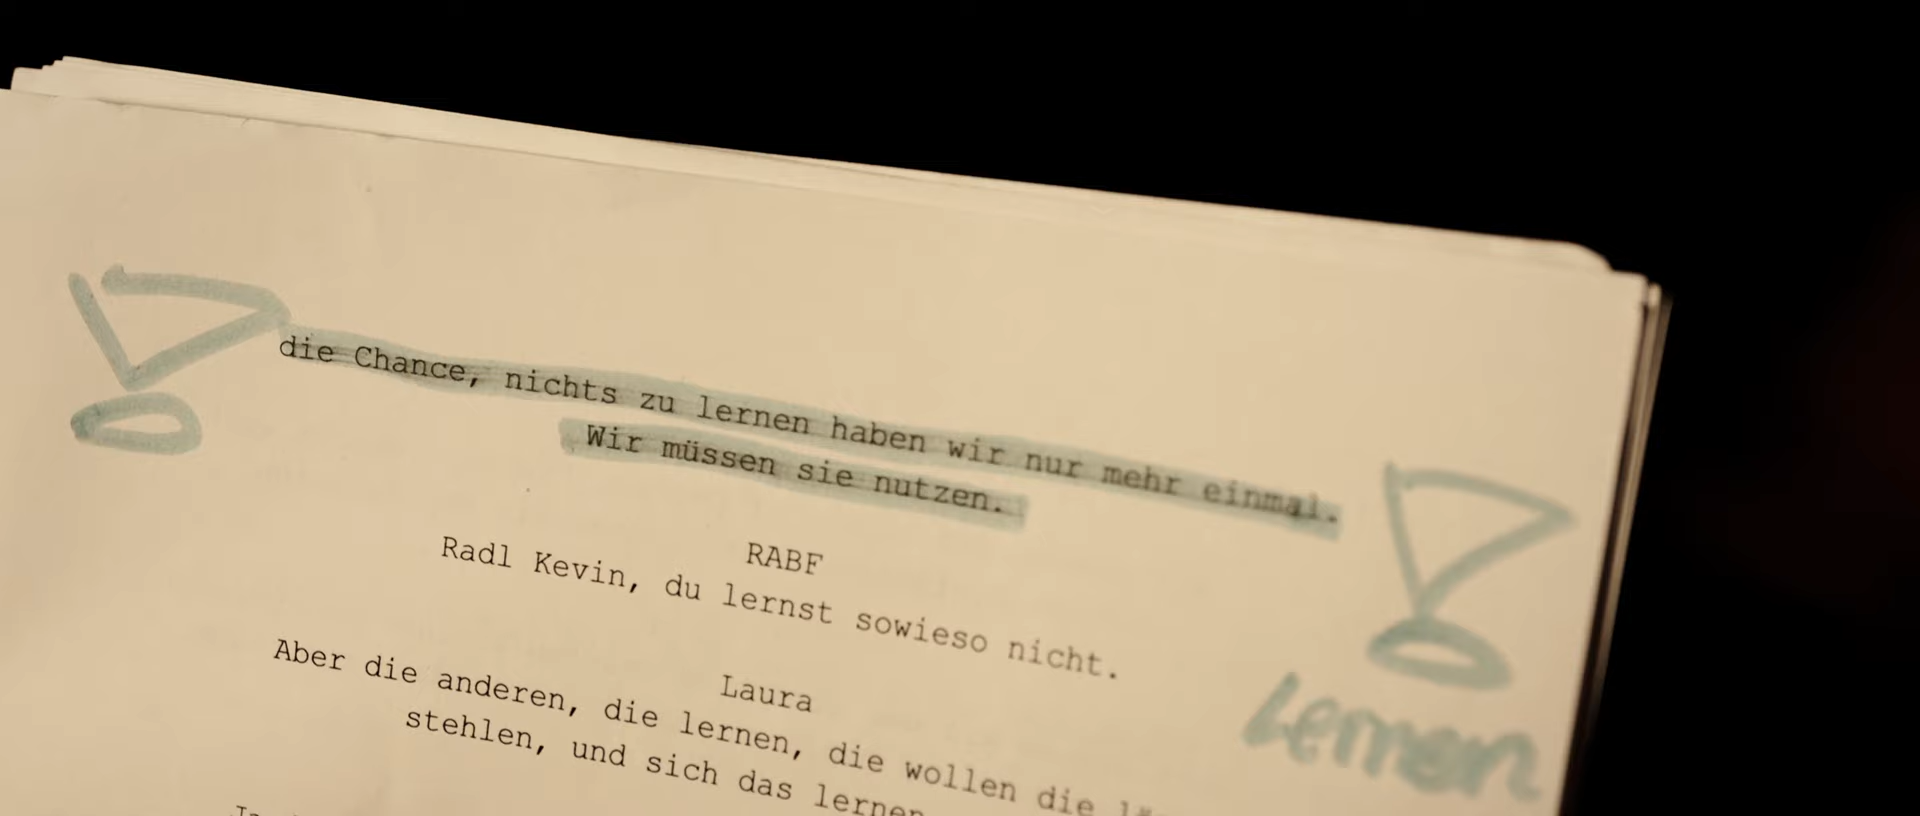 die Chance, nichts zu lernen haben wir nur mehr einmal.
Wir müssen sie nutzen.
RABF
Radl Kevin, du lernst sowieso nicht.
Laura
Aber die anderen, die lernen, die wollen die
stehlen, und sich das lernen
Lernen